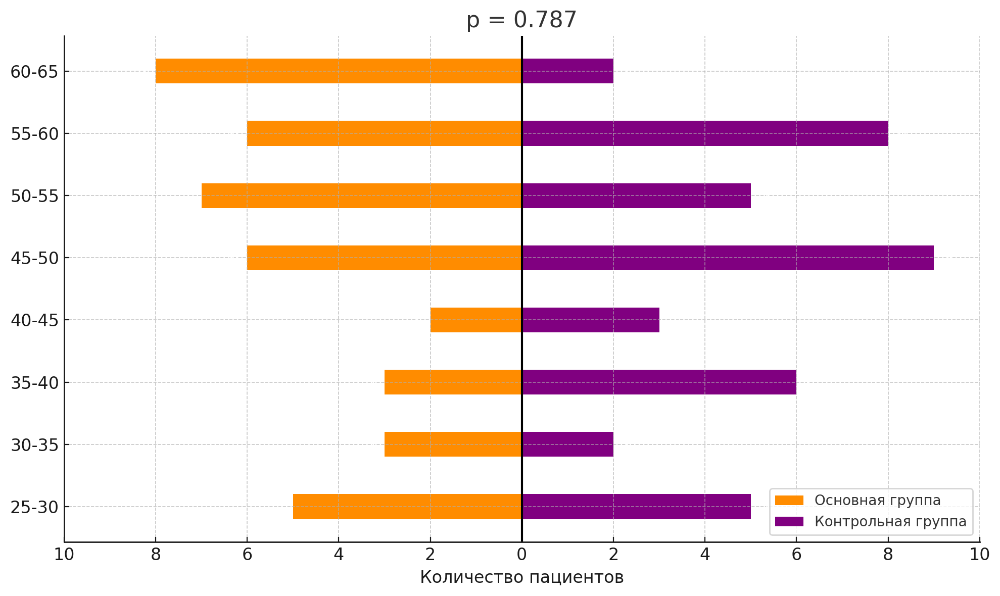 p = 0.787
60-65
55-60
50-55
45-50
40-45
35-40
30-35
25-30
Основная группа
Контрольная группа
10 8 6 4 2 0 2 4 6 8 10
Количество пациентов